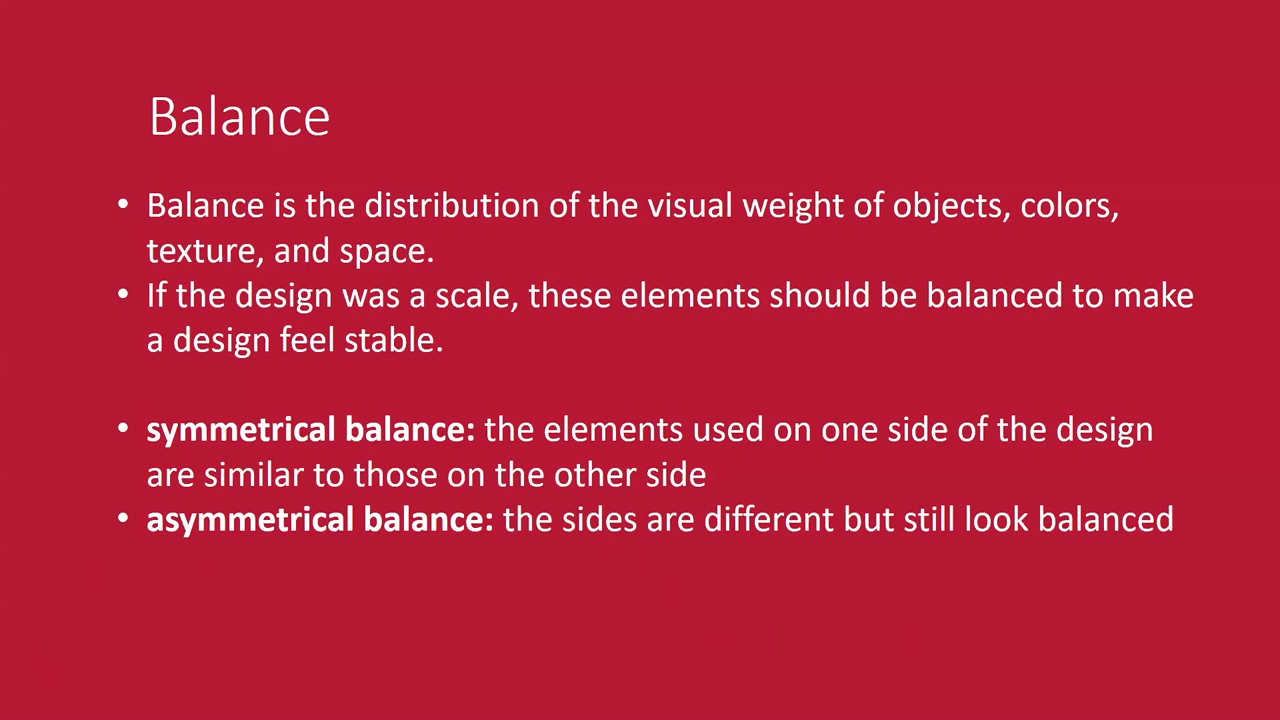 Balance
• Balance is the distribution of the visual weight of objects, colors,
texture, and space.
• If the design was a scale, these elements should be balanced to make
a design feel stable.
• symmetrical balance: the elements used on one side of the design
are similar to those on the other side
• asymmetrical balance: the sides are different but still look balanced